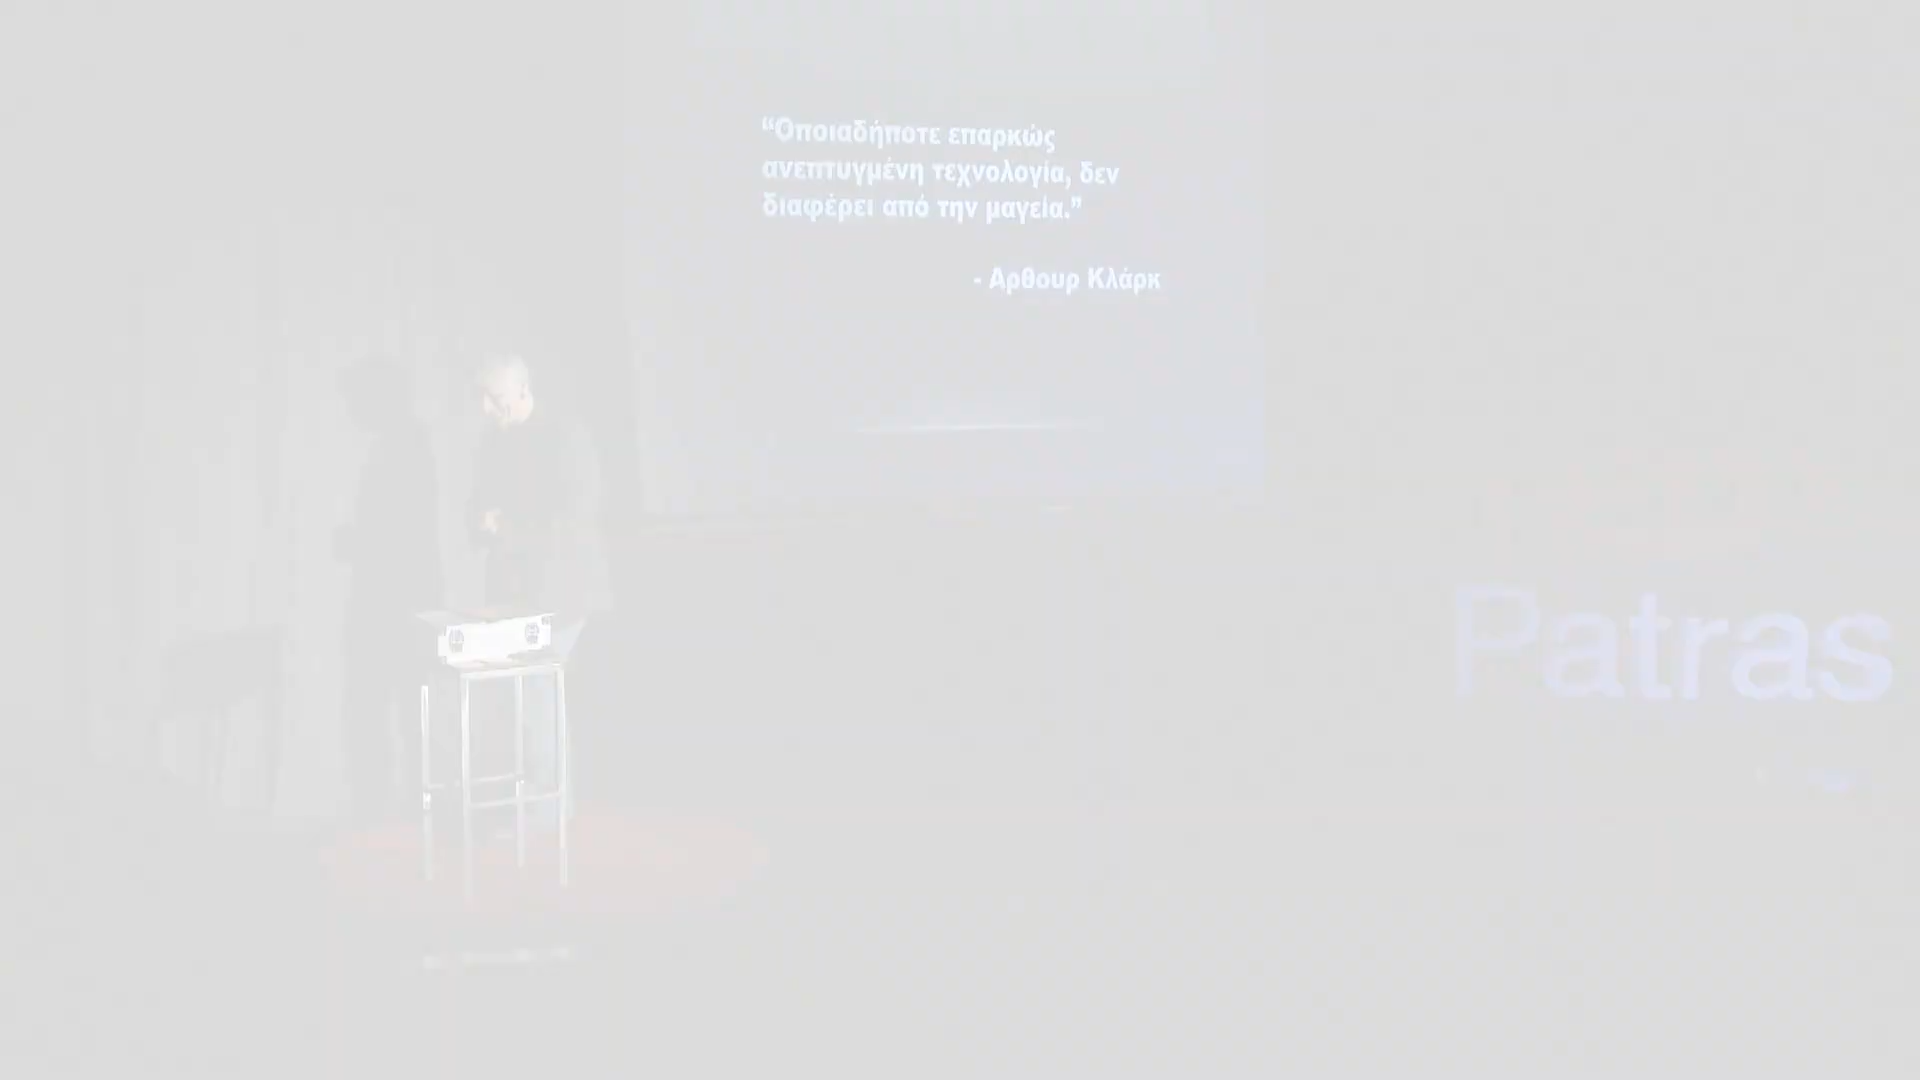 “Οποιαδήποτε επαρκώς
ανεπτυγμένη τεχνολογία, δεν
διαφέρει από την μαγεία.”
- Αρθουρ Κλάρκ
Patras